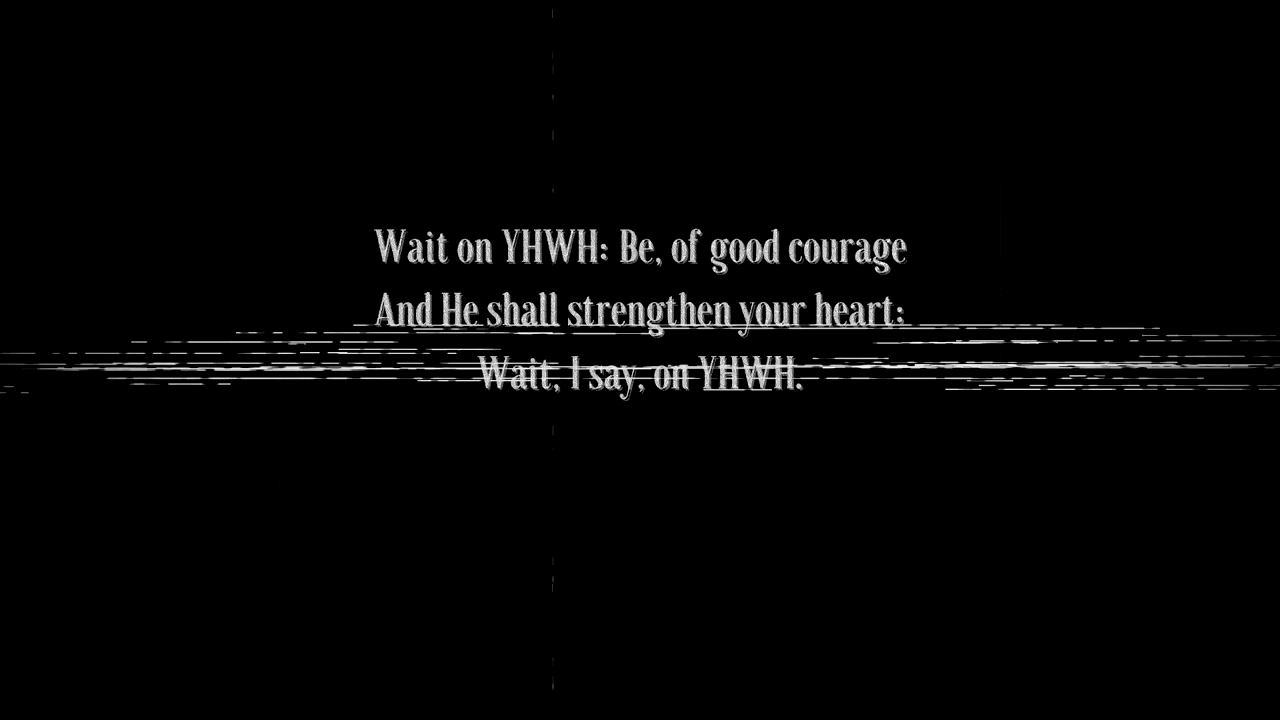 Wait on YHWH: Be, of good courage
And He shall strengthen your heart;
Wait, I say, on YHWH.